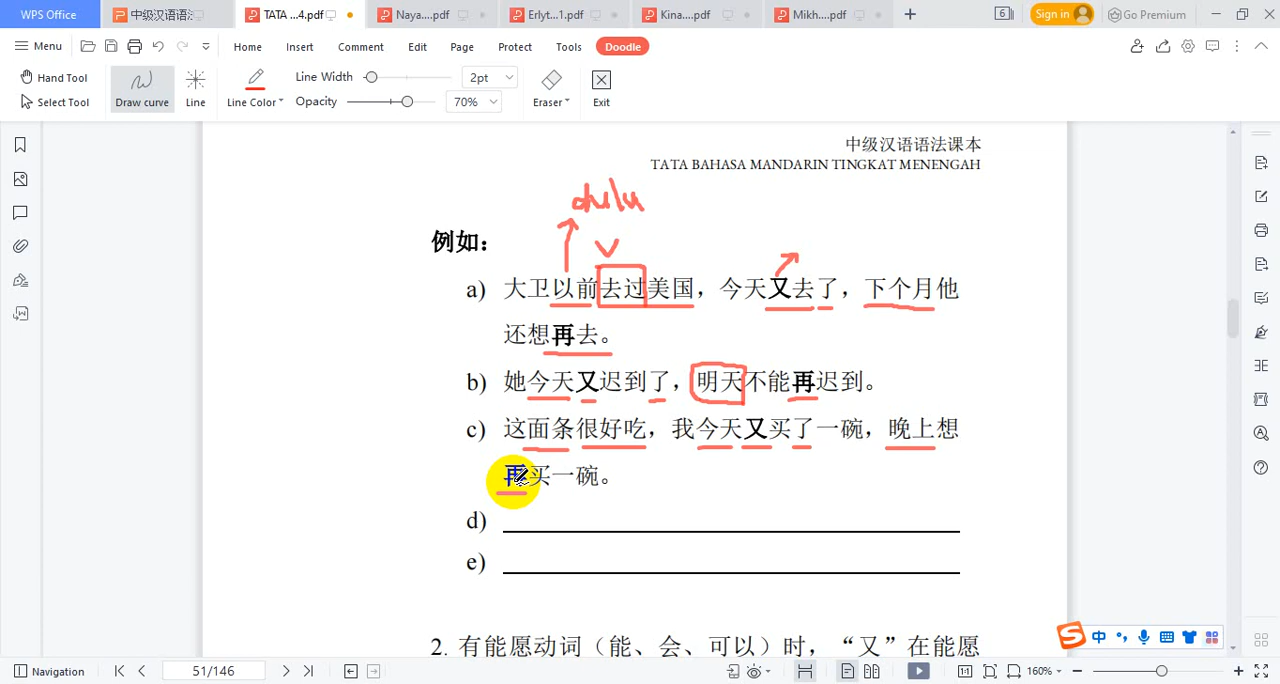 WPS Office
中级汉语语法
TATA ...4.pdf
Naya....pdf
Erlyt...1.pdf
Kina....pdf
Mikh....pdf
6
Sign in
Go Premium
Menu
Home
Insert
Comment
Edit
Page
Protect
Tools
Doodle
Hand Tool
Select Tool
Draw curve
Line
Line Color
Line Width
2pt
Opacity
70%
Eraser
Exit
中级汉语语法课本
TATA BAHASA MANDARIN TINGKAT MENENGAH
dulu
V
例如：
a) 大卫以前去过美国，今天又去了，下个月他
还想再去。
b) 她今天又迟到了，明天不能再迟到。
c) 这面条很好吃，我今天又买了一碗，晚上想
再买一碗。
d)
e)
2. 有能愿动词（能、会、可以）时，“又”在能愿
中
Navigation
51/146
160%